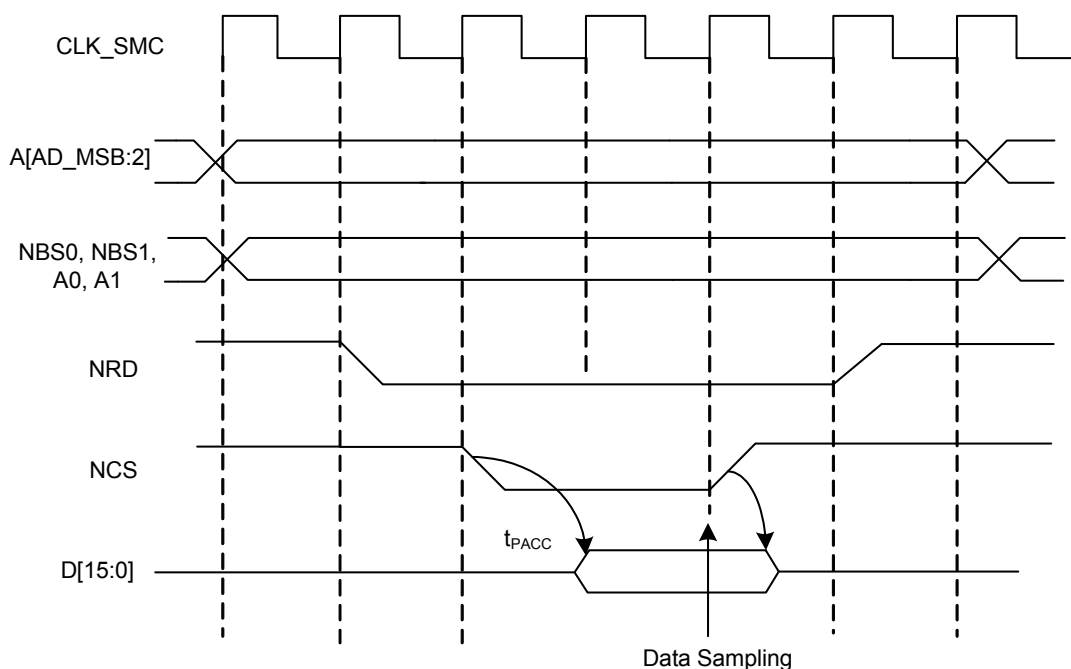 CLK_SMC
A[AD_MSB:2]
NBS0, NBS1,
A0, A1
NRD
NCS
tPACC
D[15:0]
Data Sampling